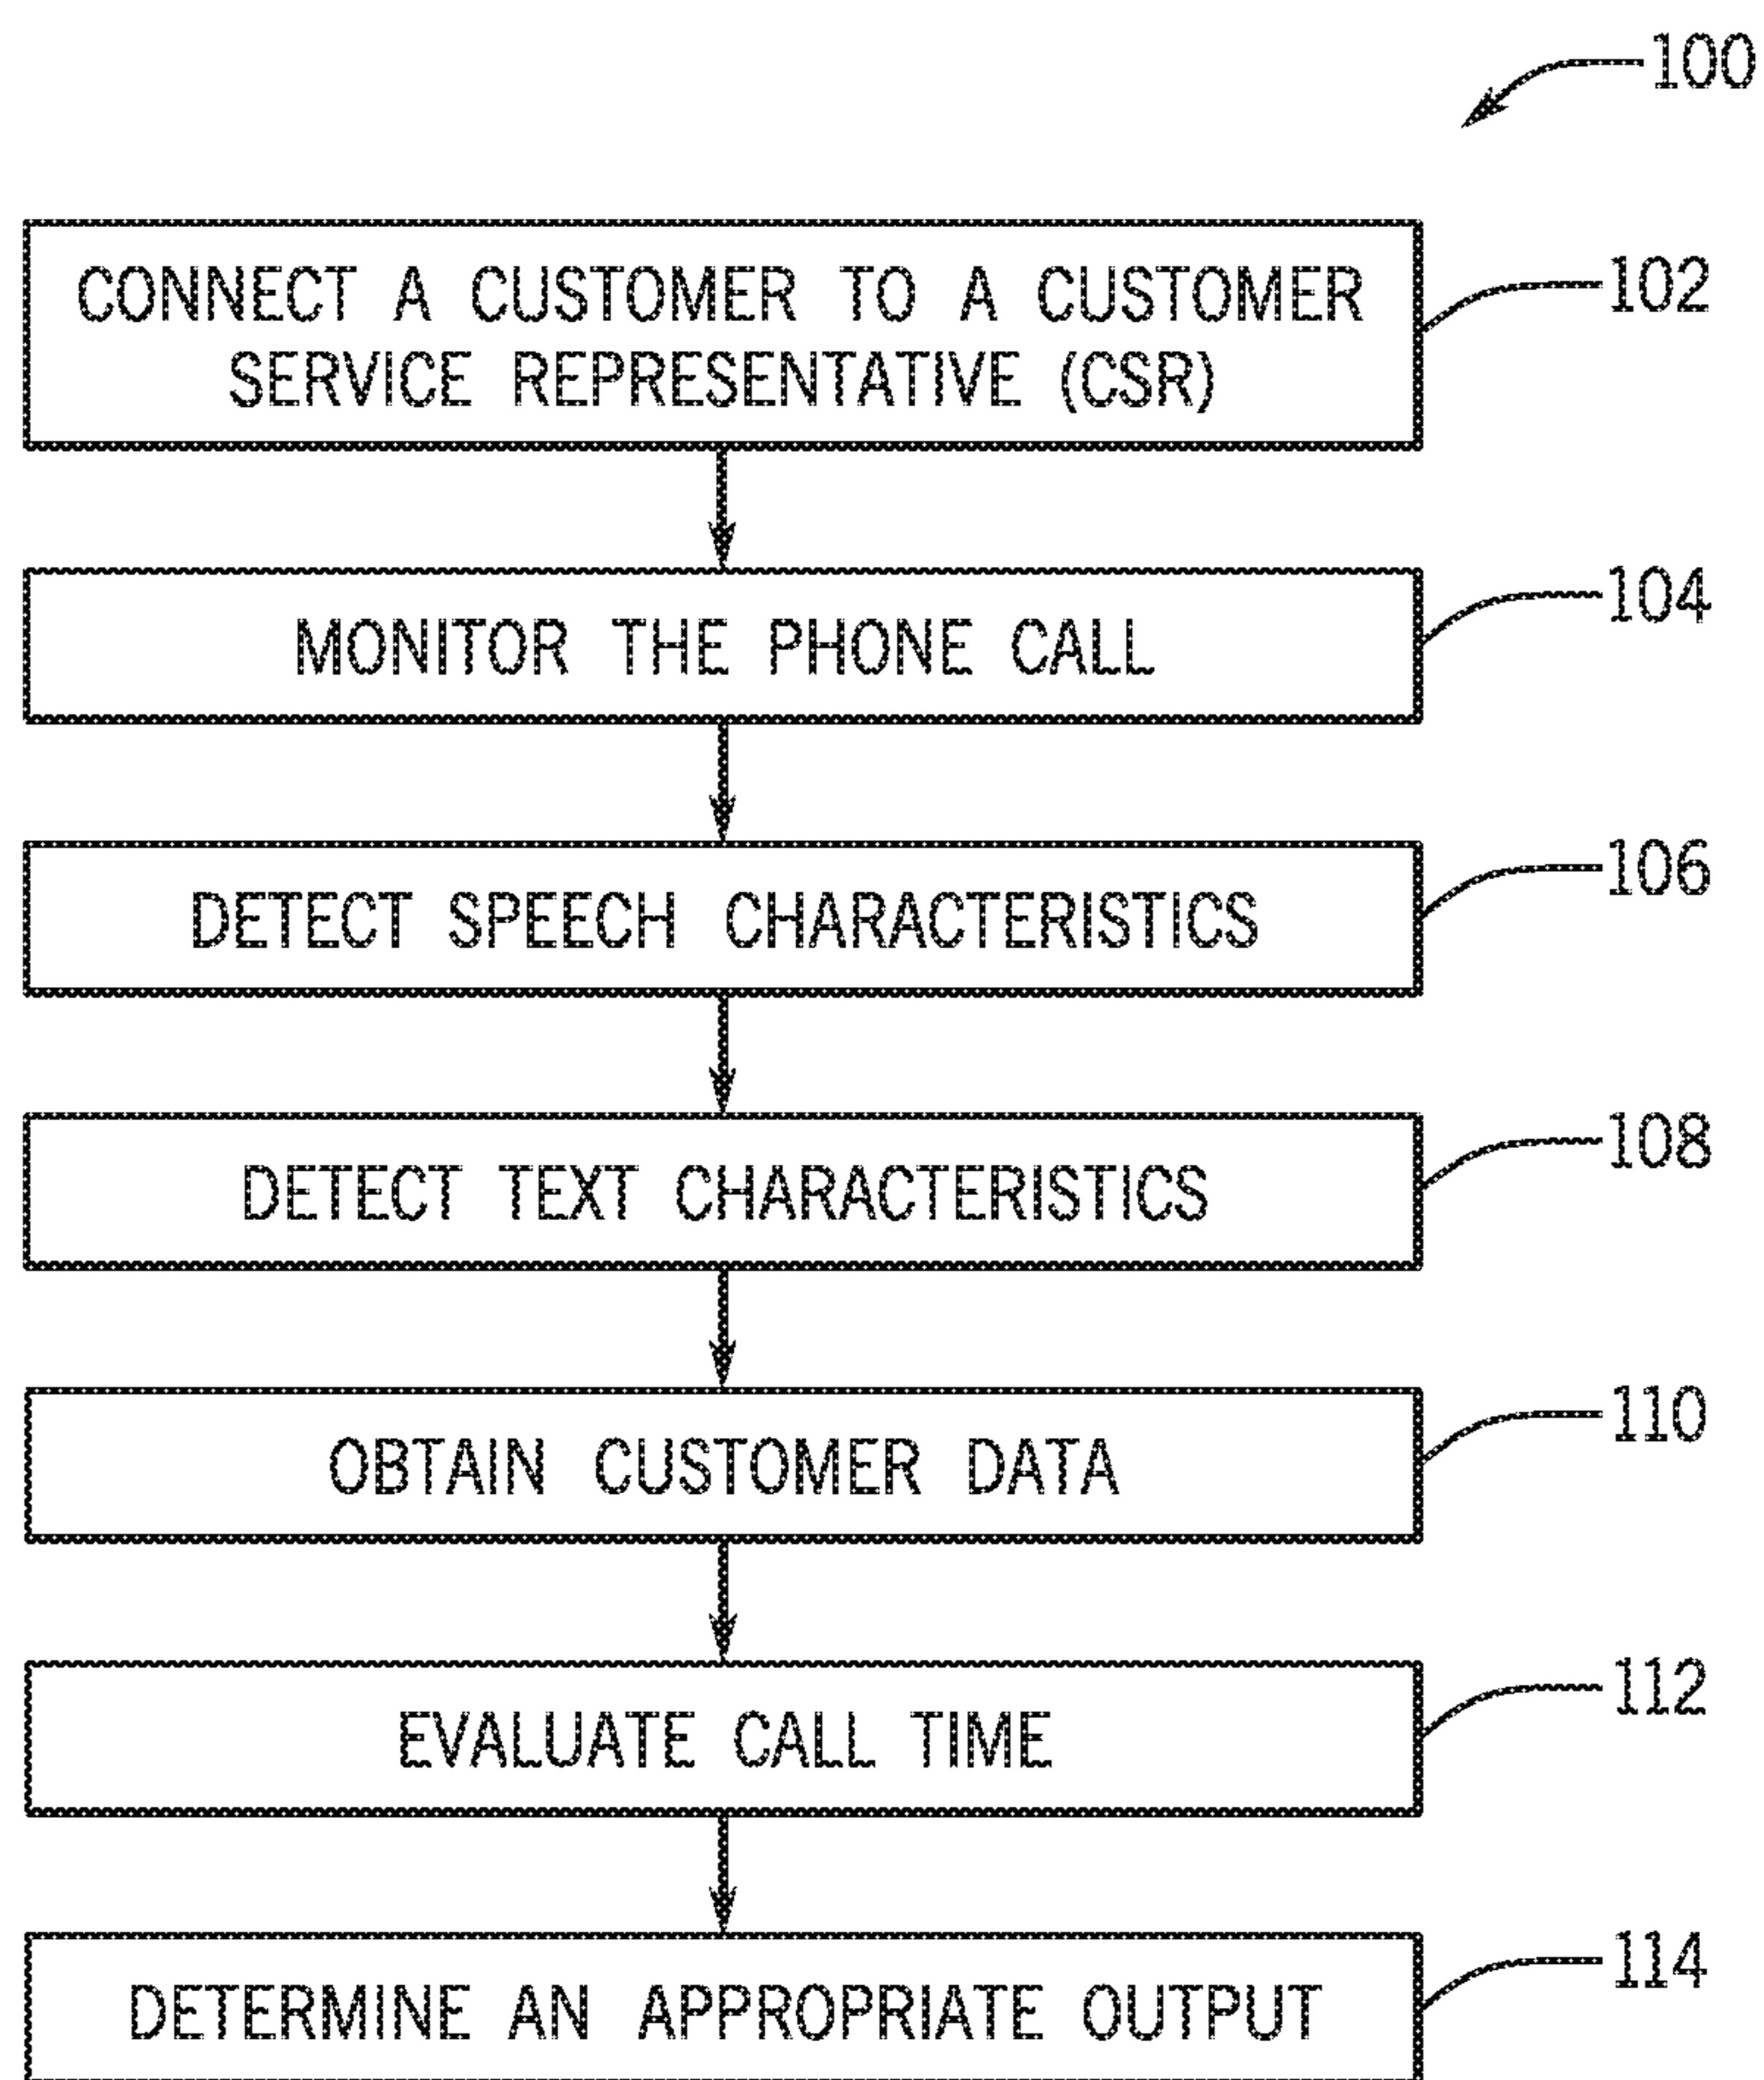 100
CONNECT A CUSTOMER TO A CUSTOMER
SERVICE REPRESENTATIVE (CSR)
102
MONITOR THE PHONE CALL
104
DETECT SPEECH CHARACTERISTICS
106
DETECT TEXT CHARACTERISTICS
108
OBTAIN CUSTOMER DATA
110
EVALUATE CALL TIME
112
DETERMINE AN APPROPRIATE OUTPUT
114